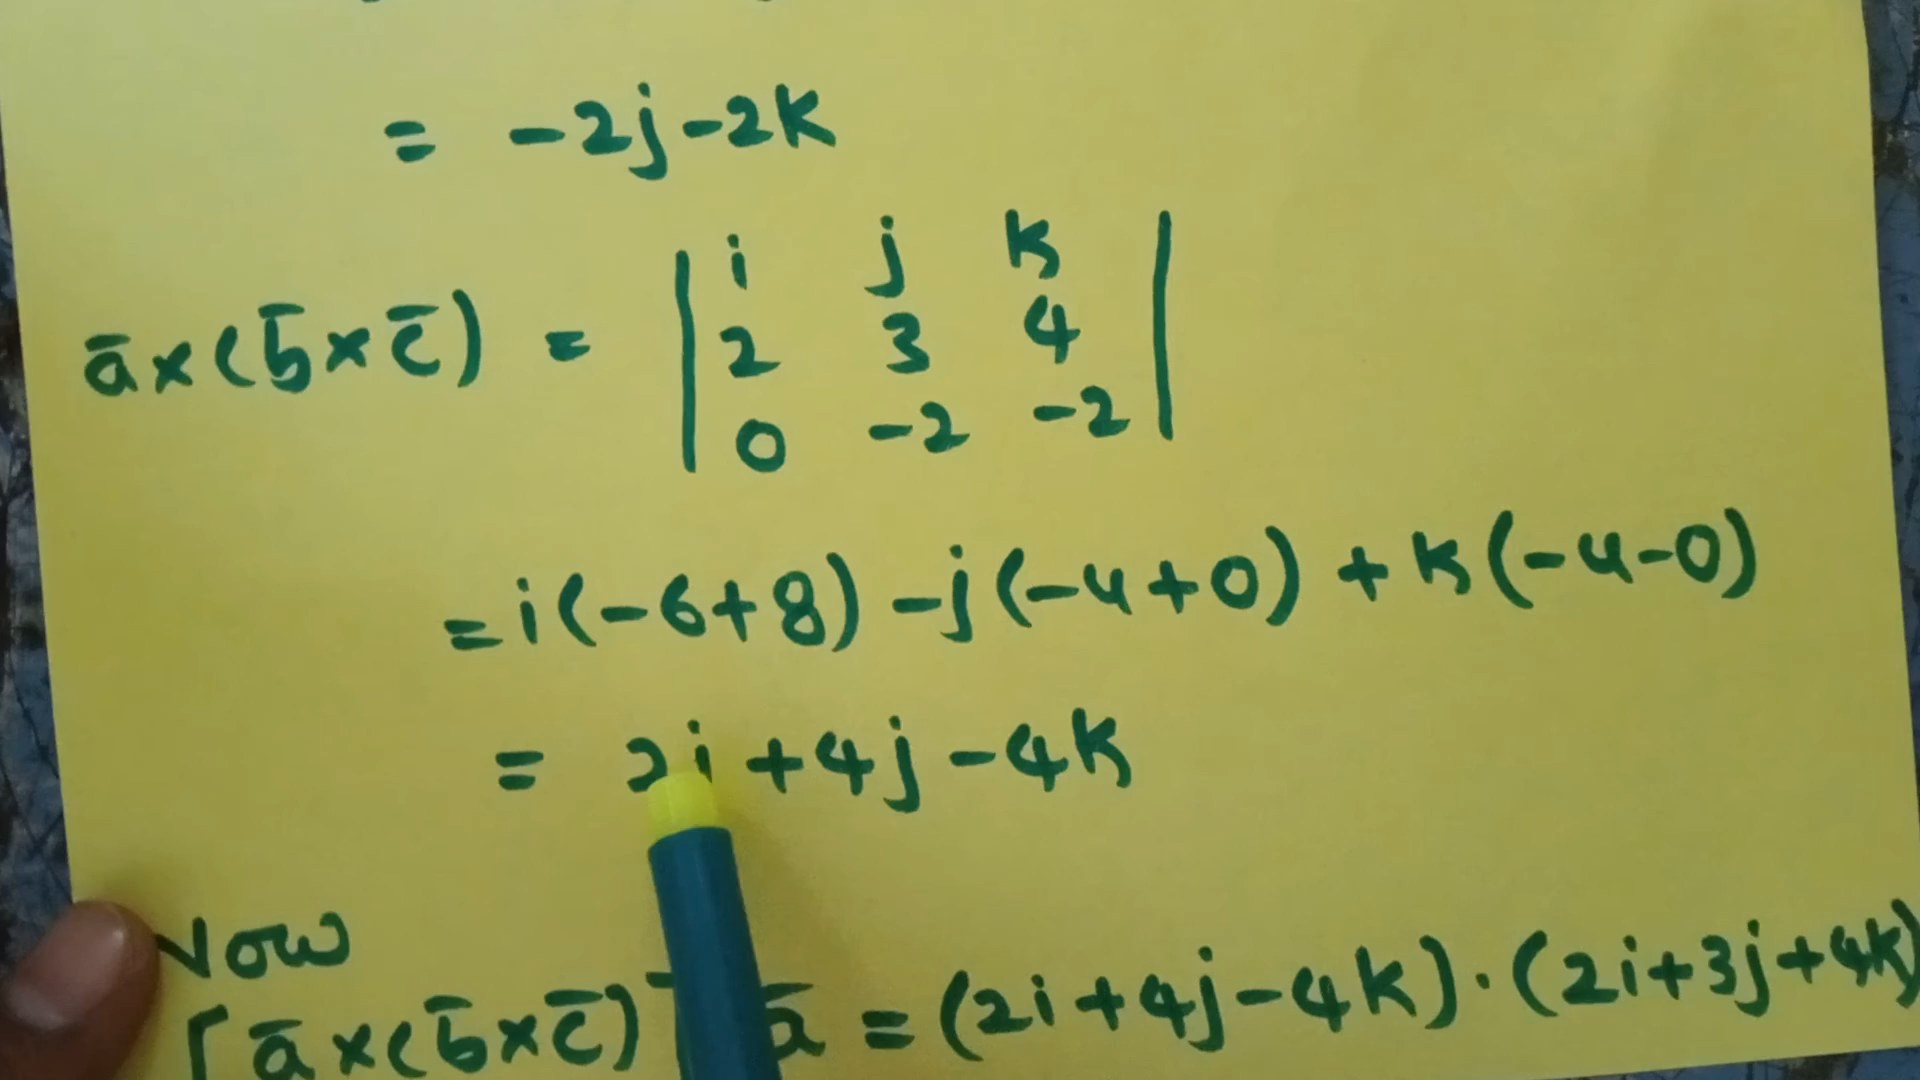 = -2j-2k
| i j k |
ā×(b̄×c̄) = | 2 3 4 |
| 0 -2 -2 |
=i(-6+8) -j(-4+0) +k(-4-0)
= 2i+4j-4k
Now
[ā×(b̄×c̄) ā = (2i+4j-4k).(2i+3j+4k)